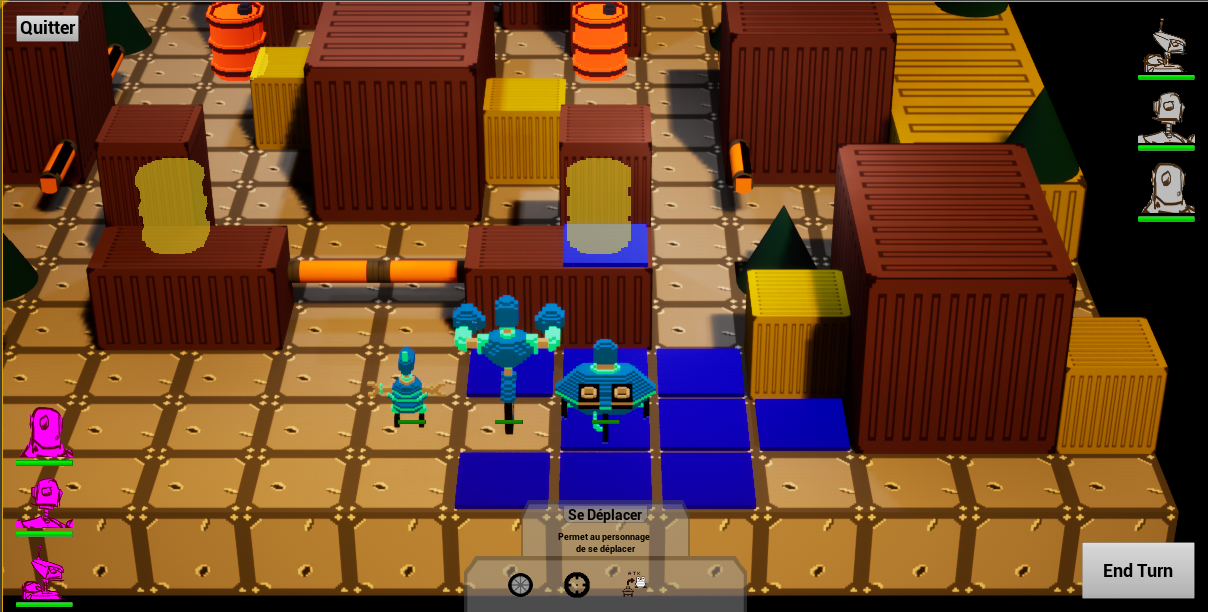 Quitter
Se Déplacer
Permet au personnage
de se déplacer
End Turn